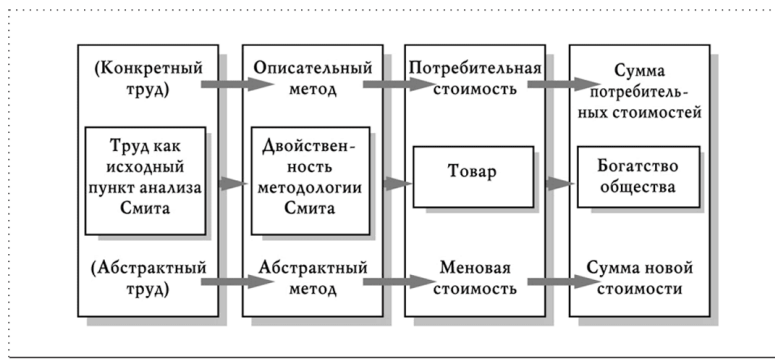 (Конкретный
труд)
Труд как
исходный
пункт анализа
Смита
(Абстрактный
труд)
Описательный
метод
Двойствен-
ность
методологии
Смита
Абстрактный
метод
Потребительная
стоимость
Товар
Меновая
стоимость
Сумма
потребитель-
ных стоимостей
Богатство
общества
Сумма новой
стоимости